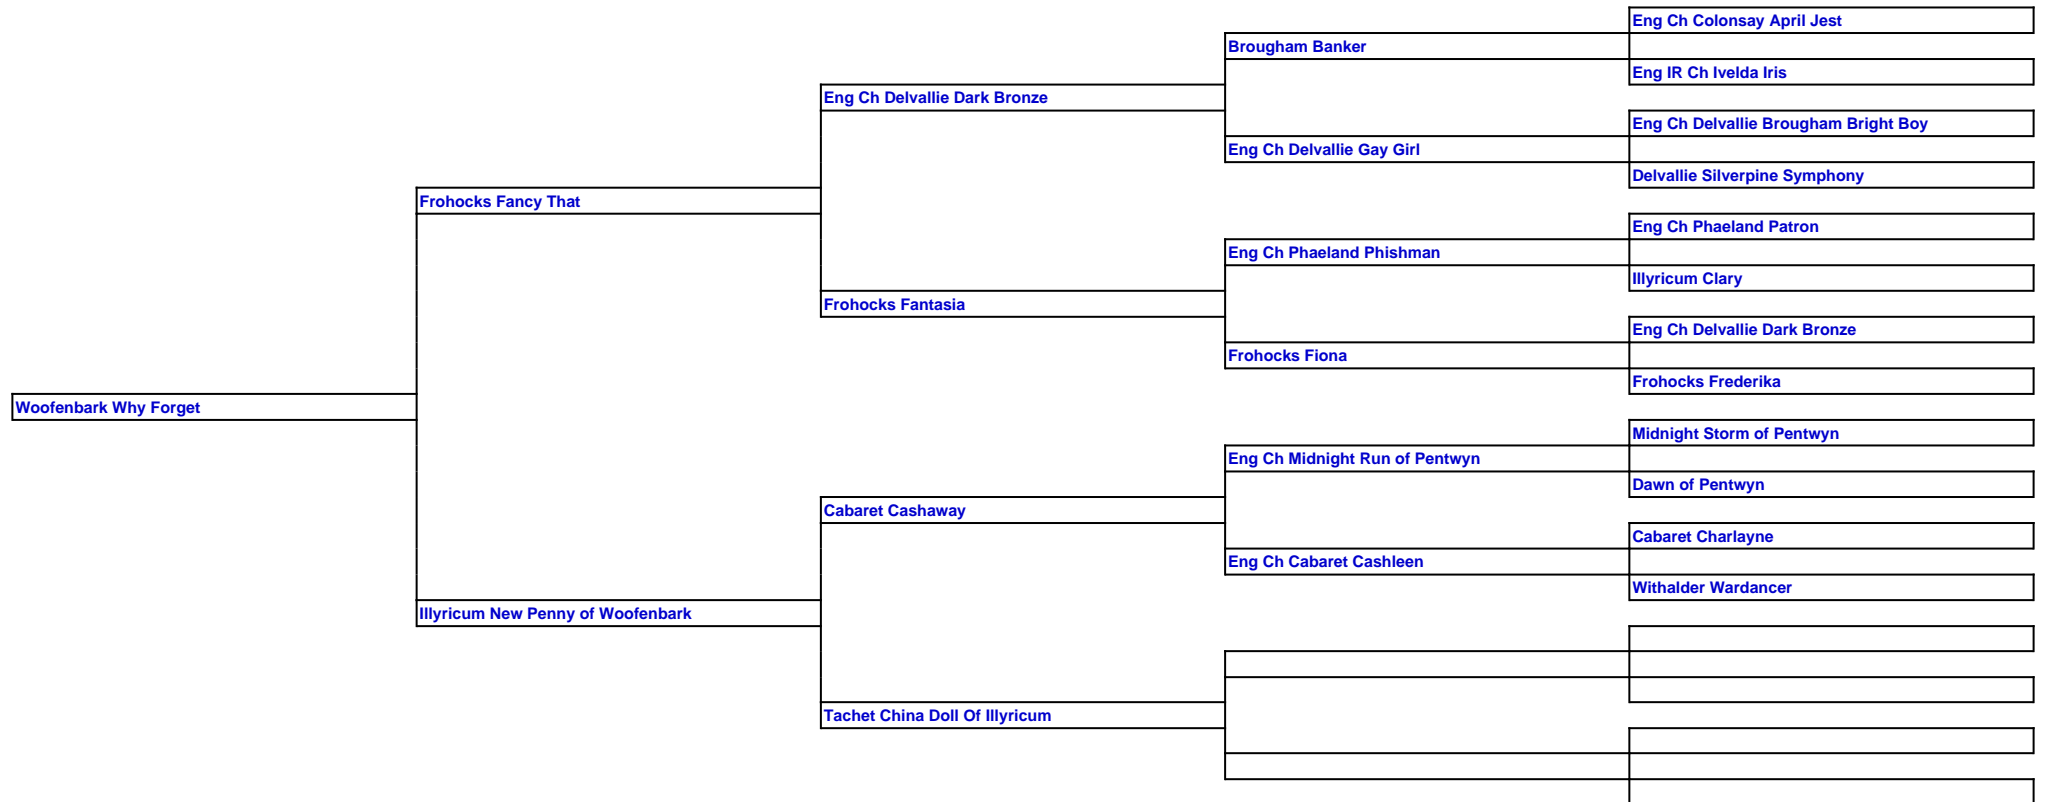 Eng Ch Colonsay April Jest
Brougham Banker
Eng IR Ch Ivelda Iris
Eng Ch Delvallie Dark Bronze
Eng Ch Delvallie Brougham Bright Boy
Eng Ch Delvallie Gay Girl
Delvallie Silverpine Symphony
Frohocks Fancy That
Eng Ch Phaeland Patron
Eng Ch Phaeland Phishman
Illyricum Clary
Frohocks Fantasia
Eng Ch Delvallie Dark Bronze
Frohocks Fiona
Frohocks Frederika
Woofenbark Why Forget
Midnight Storm of Pentwyn
Eng Ch Midnight Run of Pentwyn
Dawn of Pentwyn
Cabaret Cashaway
Cabaret Charlayne
Eng Ch Cabaret Cashleen
Withalder Wardancer
Illyricum New Penny of Woofenbark
Tachet China Doll Of Illyricum